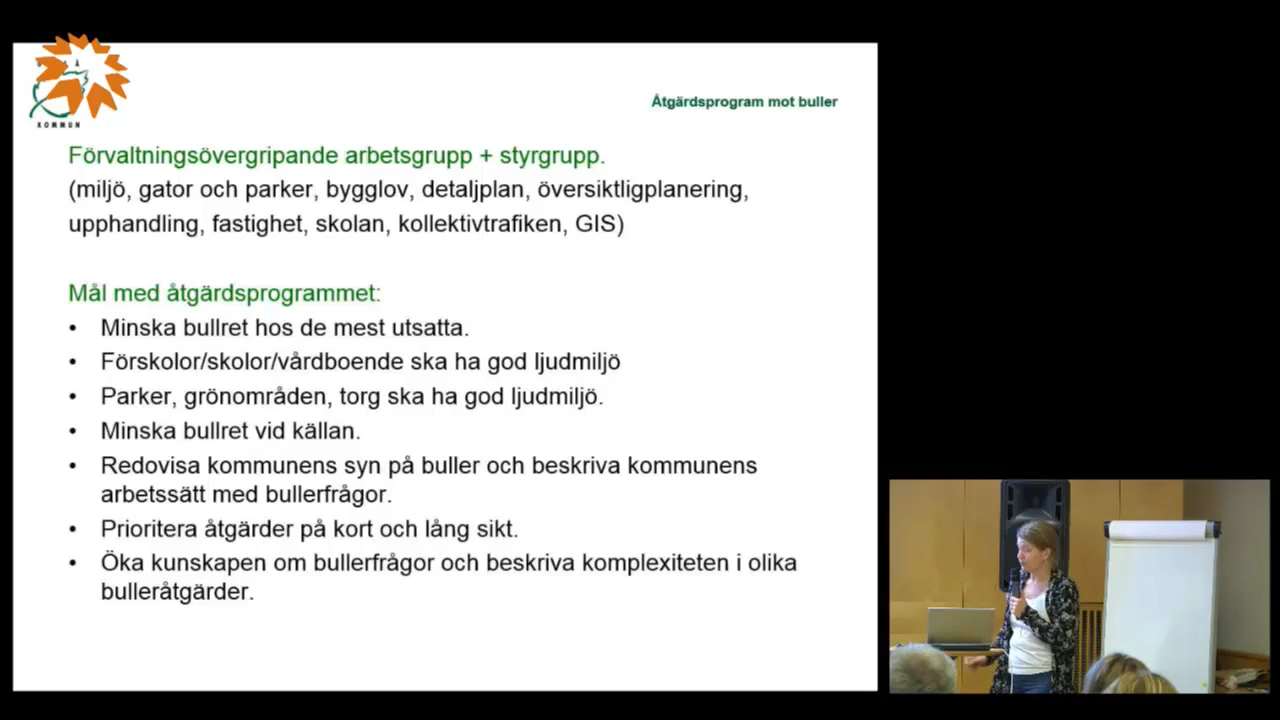 KOMMUN
Åtgärdsprogram mot buller
Förvaltningsövergripande arbetsgrupp + styrgrupp.
(miljö, gator och parker, bygglov, detaljplan, översiktligplanering,
upphandling, fastighet, skolan, kollektivtrafiken, GIS)
Mål med åtgärdsprogrammet:
• Minska bullret hos de mest utsatta.
• Förskolor/skolor/vårdboende ska ha god ljudmiljö
• Parker, grönområden, torg ska ha god ljudmiljö.
• Minska bullret vid källan.
• Redovisa kommunens syn på buller och beskriva kommunens
arbetssätt med bullerfrågor.
• Prioritera åtgärder på kort och lång sikt.
• Öka kunskapen om bullerfrågor och beskriva komplexiteten i olika
bulleråtgärder.